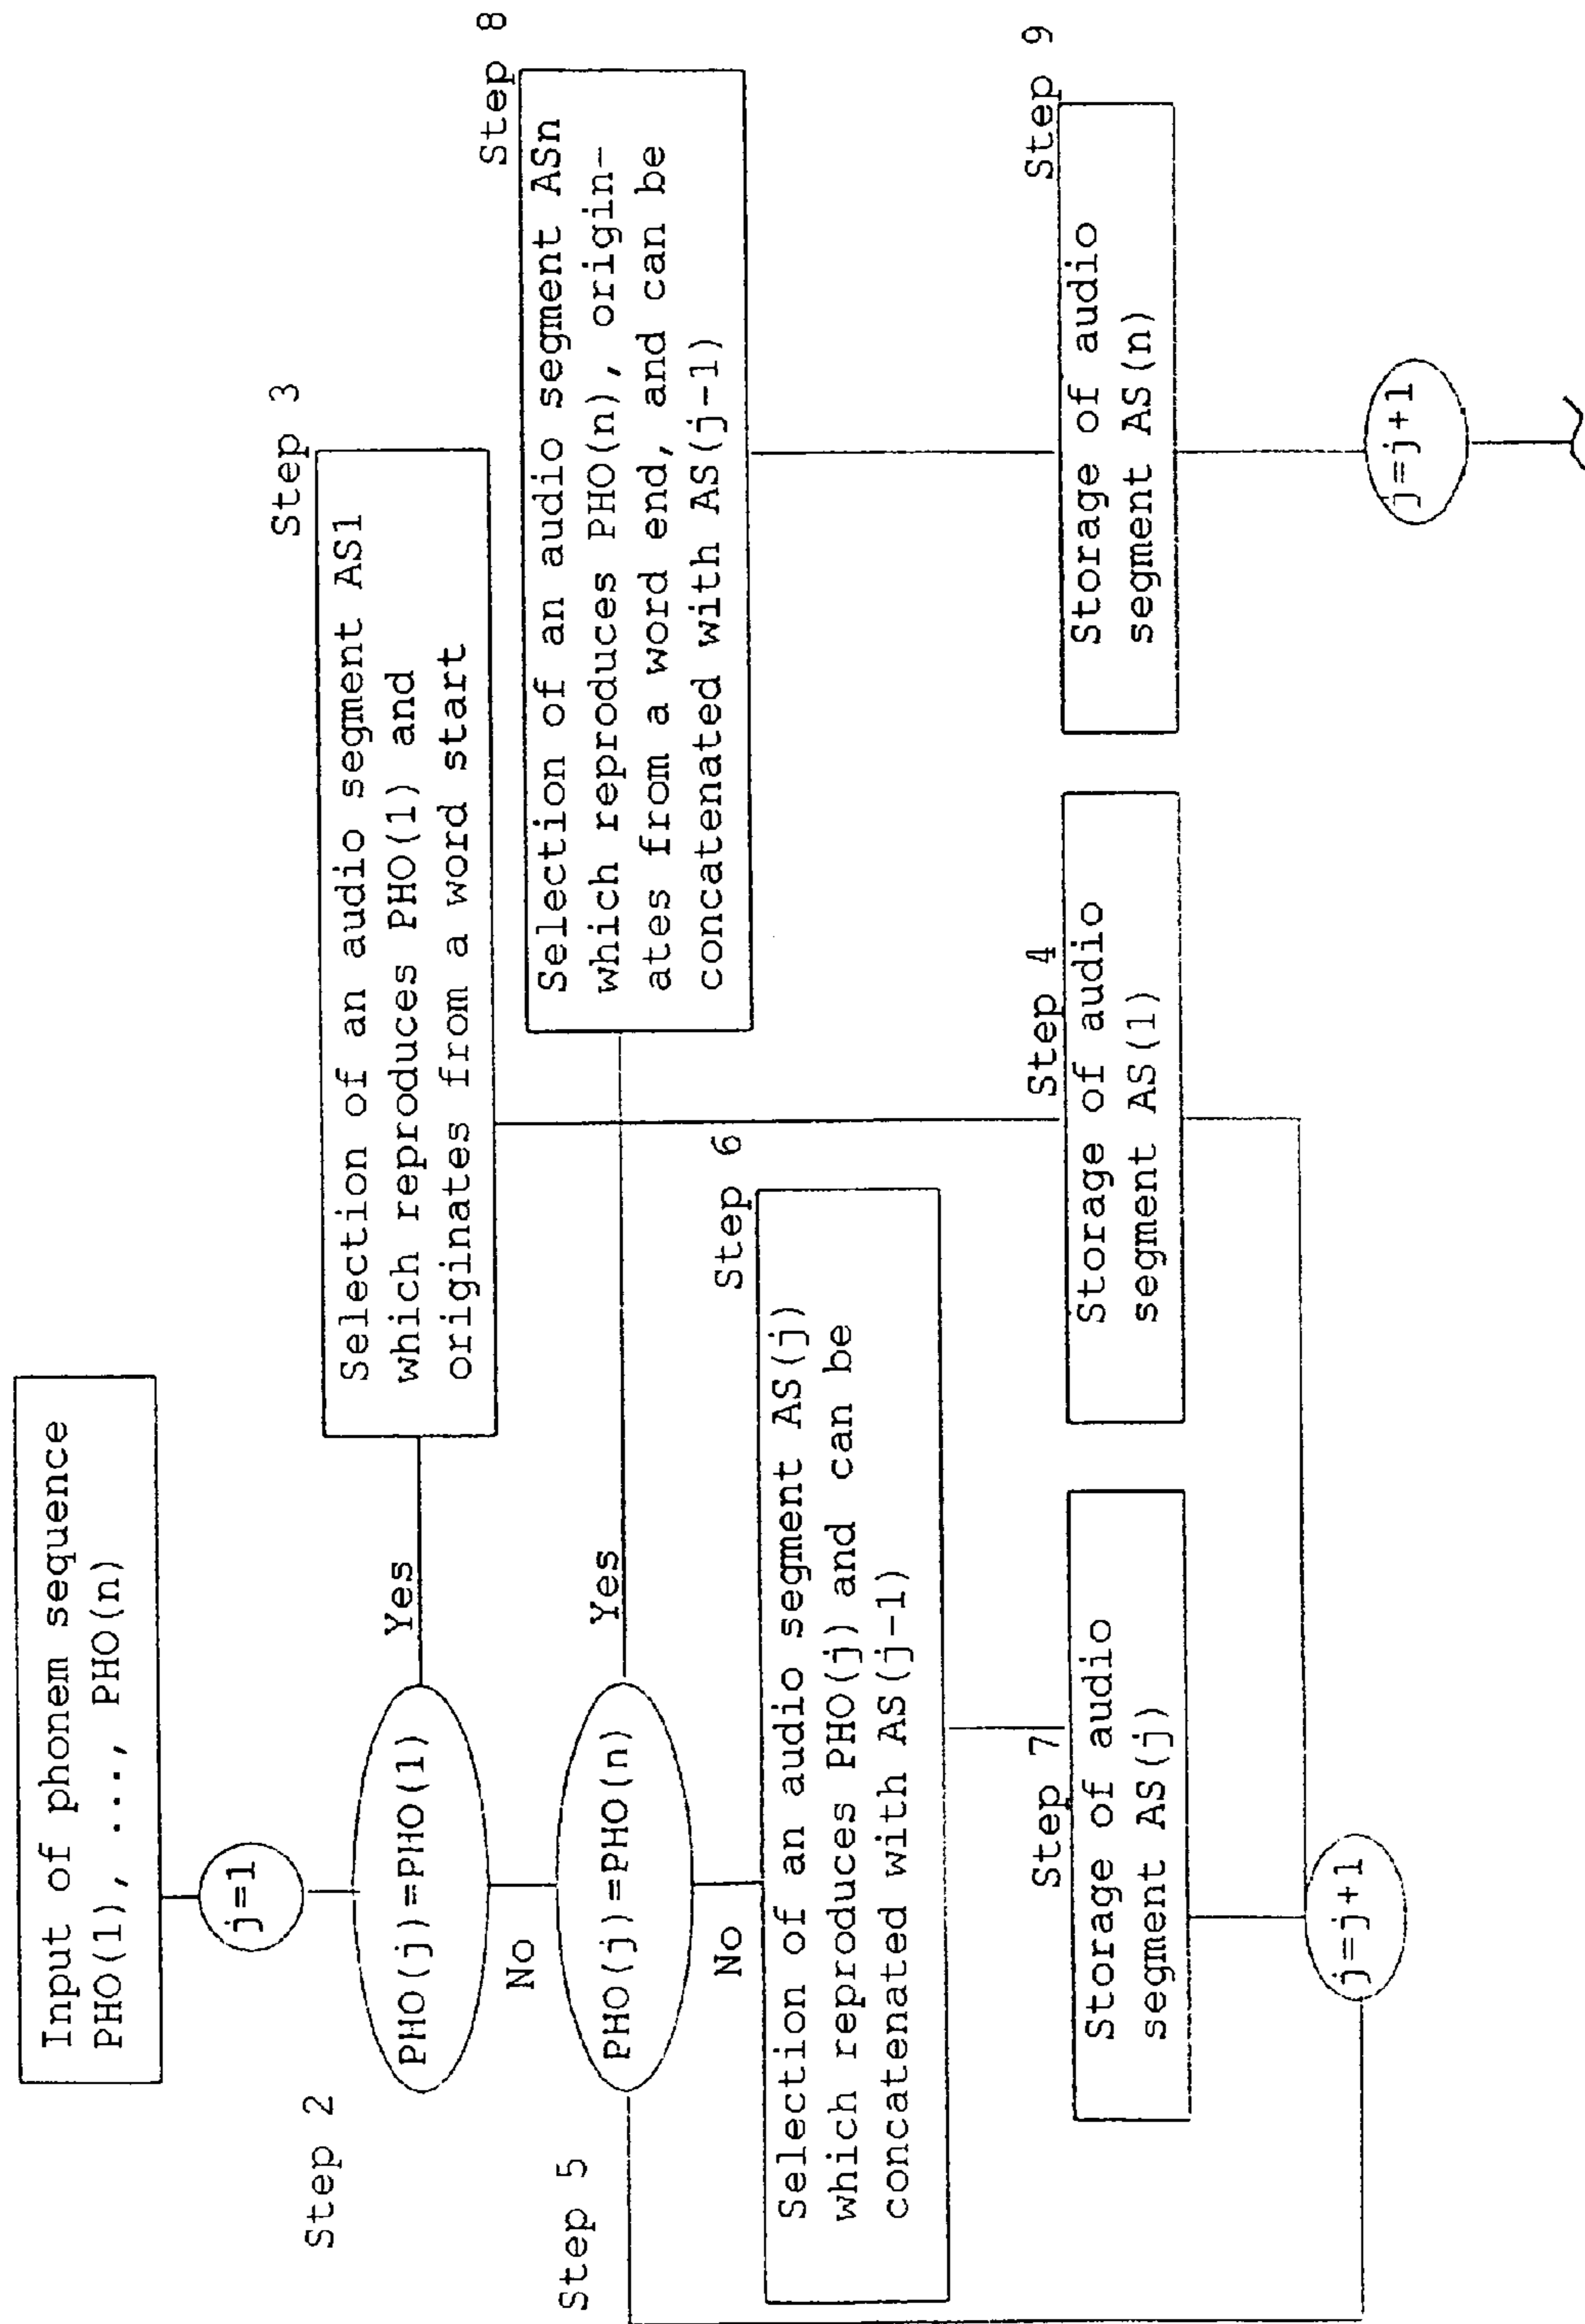 Input of phonem sequence
PHO(1), ..., PHO(n)
j=1
Step 2
PHO(j)=PHO(1)
Yes
No
Step 3
Selection of an audio segment AS1
which reproduces PHO(1) and
originates from a word start
Step 5
PHO(j)=PHO(n)
Yes
No
Step 8
Selection of an audio segment ASn
which reproduces PHO(n), origin-
ates from a word end, and can be
concatenated with AS(j-1)
Step 6
Selection of an audio segment AS(j)
which reproduces PHO(j) and can be
concatenated with AS(j-1)
Step 7
Storage of audio
segment AS(j)
Step 4
Storage of audio
segment AS(1)
Step 9
Storage of audio
segment AS(n)
j=j+1
j=j+1